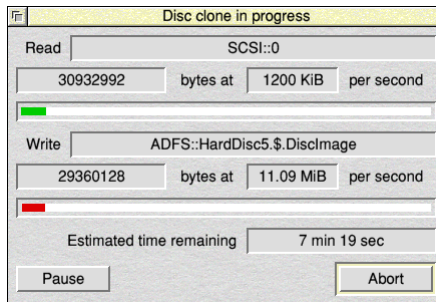 Disc clone in progress
Read SCSI::0
30932992 bytes at 1200 KiB per second
Write ADFS::HardDisc5.$.DiscImage
29360128 bytes at 11.09 MiB per second
Estimated time remaining 7 min 19 sec
Pause Abort